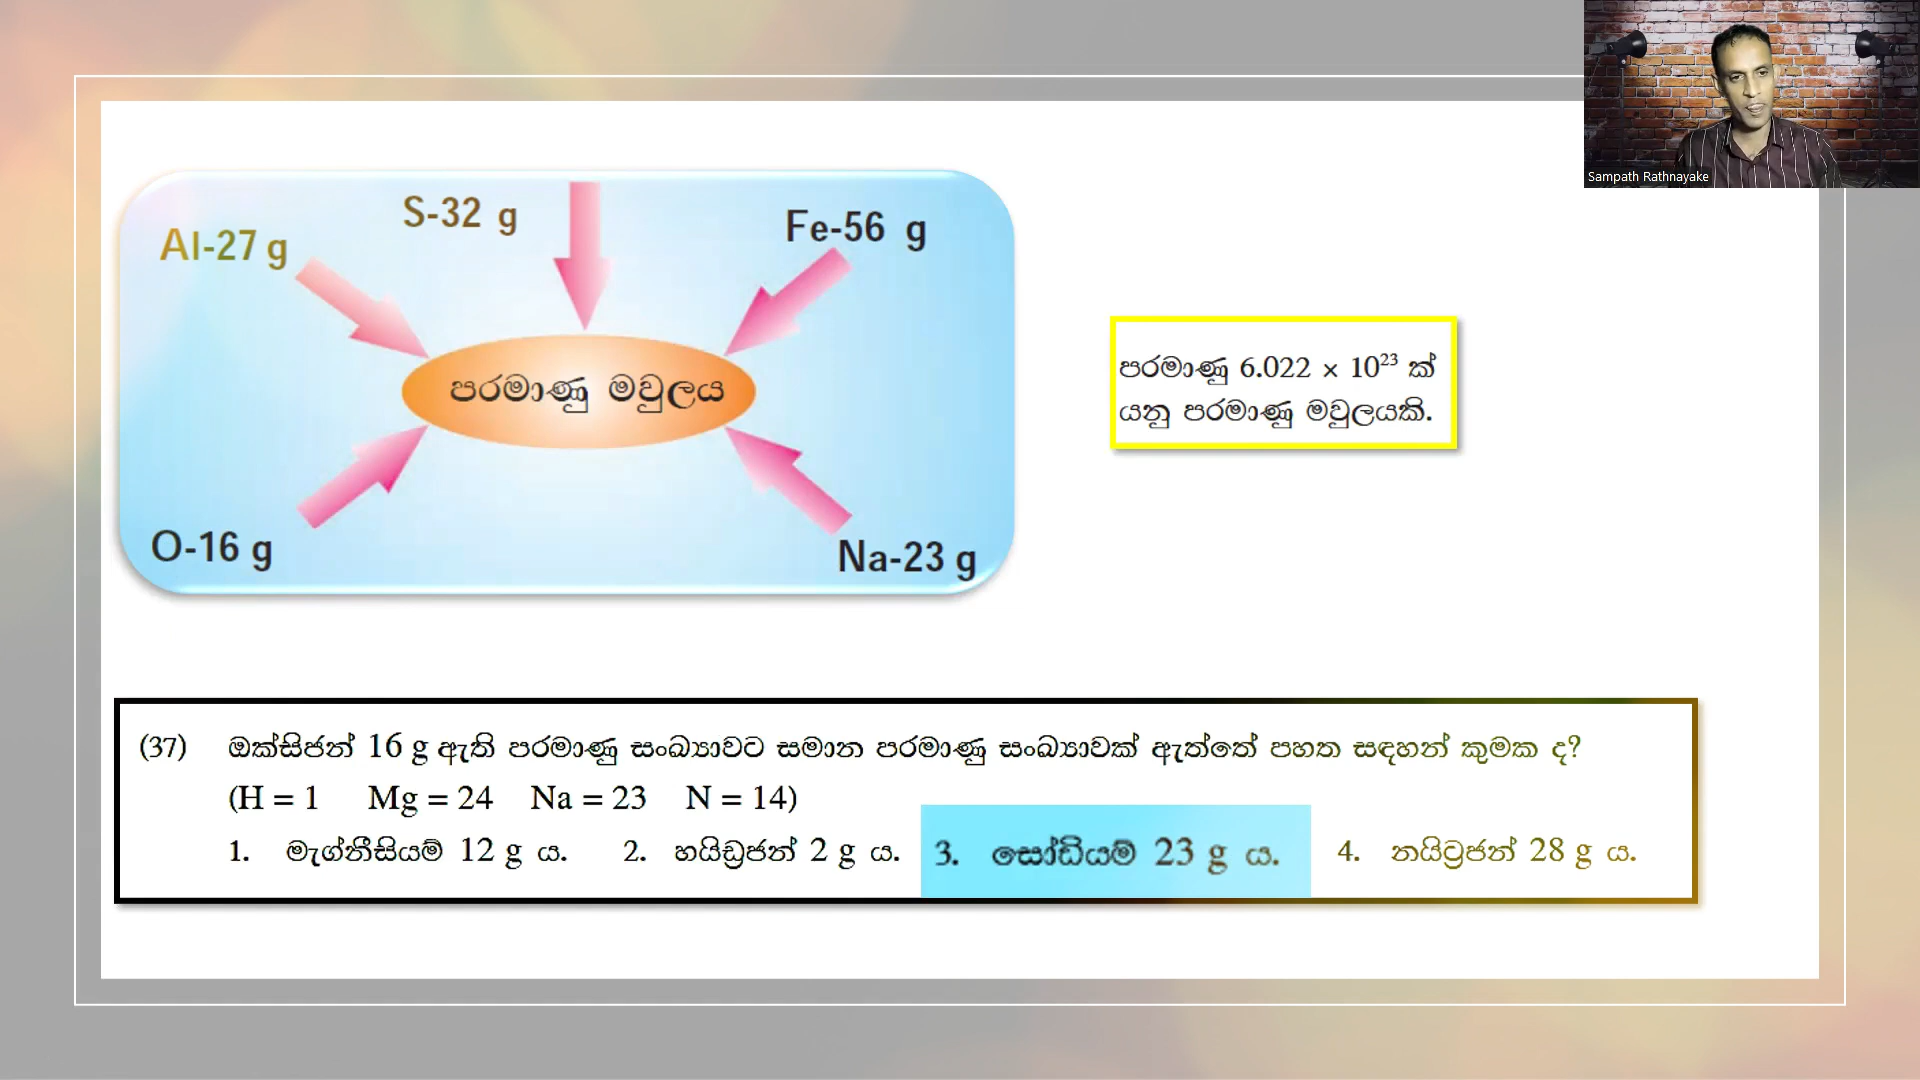 Sampath Rathnayake
Al-27 g
S-32 g
Fe-56 g
පරමාණු මවුලය
O-16 g
Na-23 g
පරමාණු 6.022 × 10²³ ක්
යනු පරමාණු මවුලයකි.
(37) ඔක්සිජන් 16 g ඇති පරමාණු සංඛ්‍යාවට සමාන පරමාණු සංඛ්‍යාවක් ඇත්තේ පහත සඳහන් කුමක ද?
(H = 1 Mg = 24 Na = 23 N = 14)
1. මැග්නීසියම් 12 g ය. 2. හයිඩ්‍රජන් 2 g ය. 3. සෝඩියම් 23 g ය. 4. නයිට්‍රජන් 28 g ය.